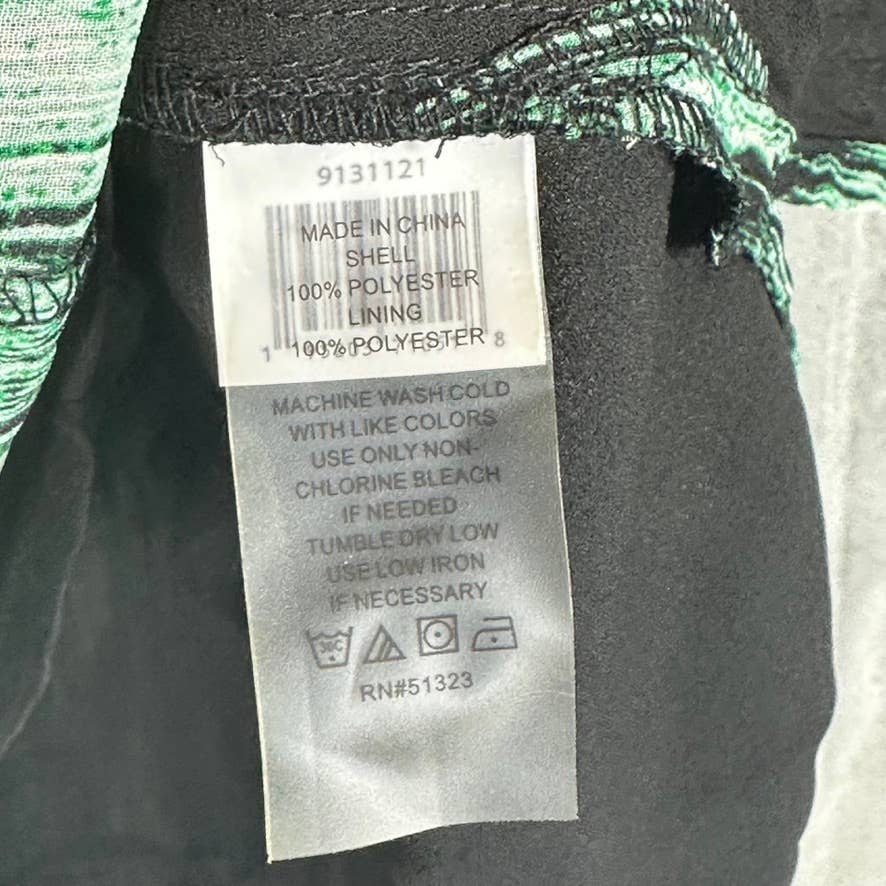 9131121
MADE IN CHINA
SHELL
100% POLYESTER
LINING
100% POLYESTER
MACHINE WASH COLD
WITH LIKE COLORS
USE ONLY NON-
CHLORINE BLEACH
IF NEEDED
TUMBLE DRY LOW
USE LOW IRON
IF NECESSARY
30C
RN#51323